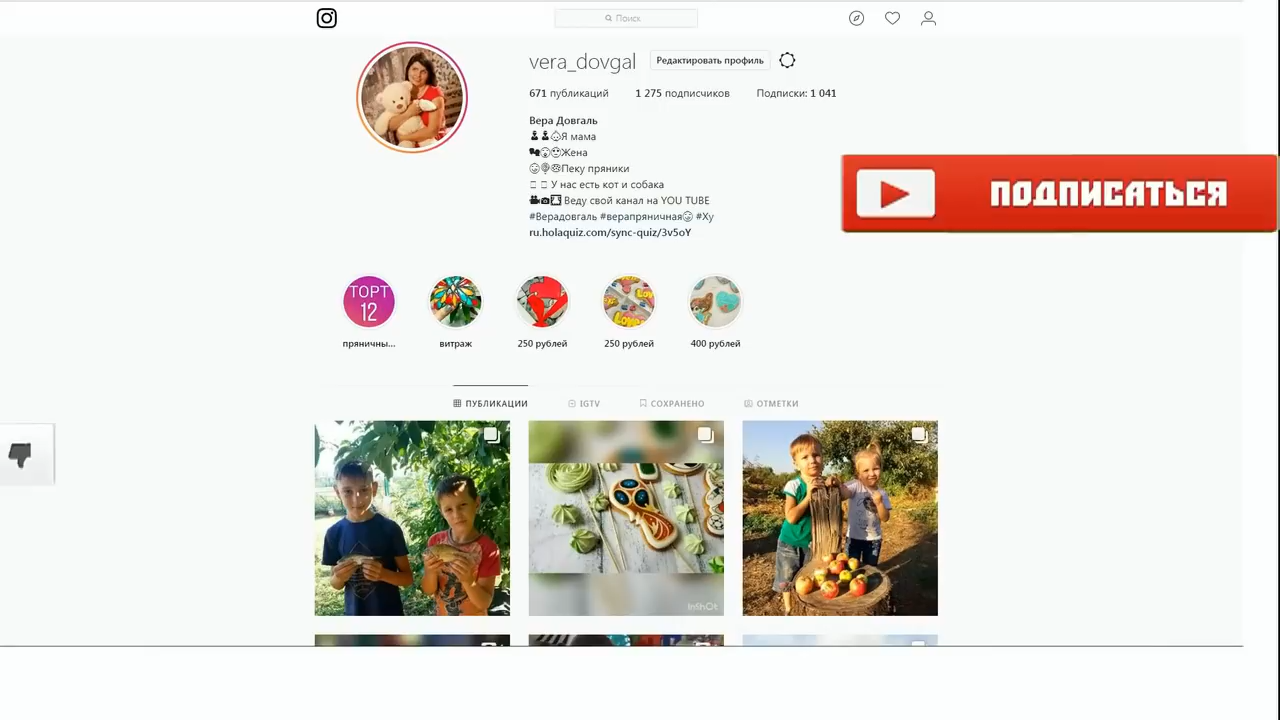 Поиск
vera_dovgal Редактировать профиль
671 публикаций 1 275 подписчиков Подписки: 1 041
Вера Довгаль
Я мама
Жена
Пеку пряники
У нас есть кот и собака
Веду свой канал на YOU TUBE
#Верадовгаль #верапряничная #Ху
ru.holaquiz.com/sync-quiz/3v5oY
ПОДПИСАТЬСЯ
ТОРТ
12
пряничны... витраж 250 рублей 250 рублей 400 рублей
ПУБЛИКАЦИИ IGTV СОХРАНЕНО ОТМЕТКИ
InShOt